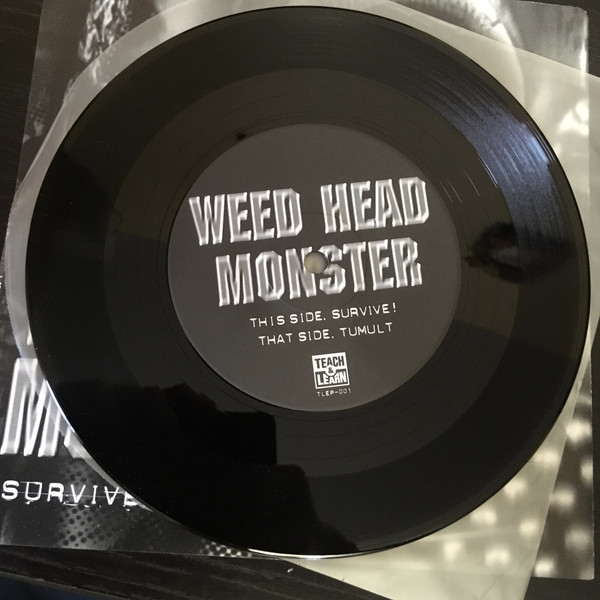 WEED HEAD
MONSTER
THIS SIDE. SURVIVE!
THAT SIDE. TUMULT
TEACH
&
LEARN
TLEP-001
SURVIVE